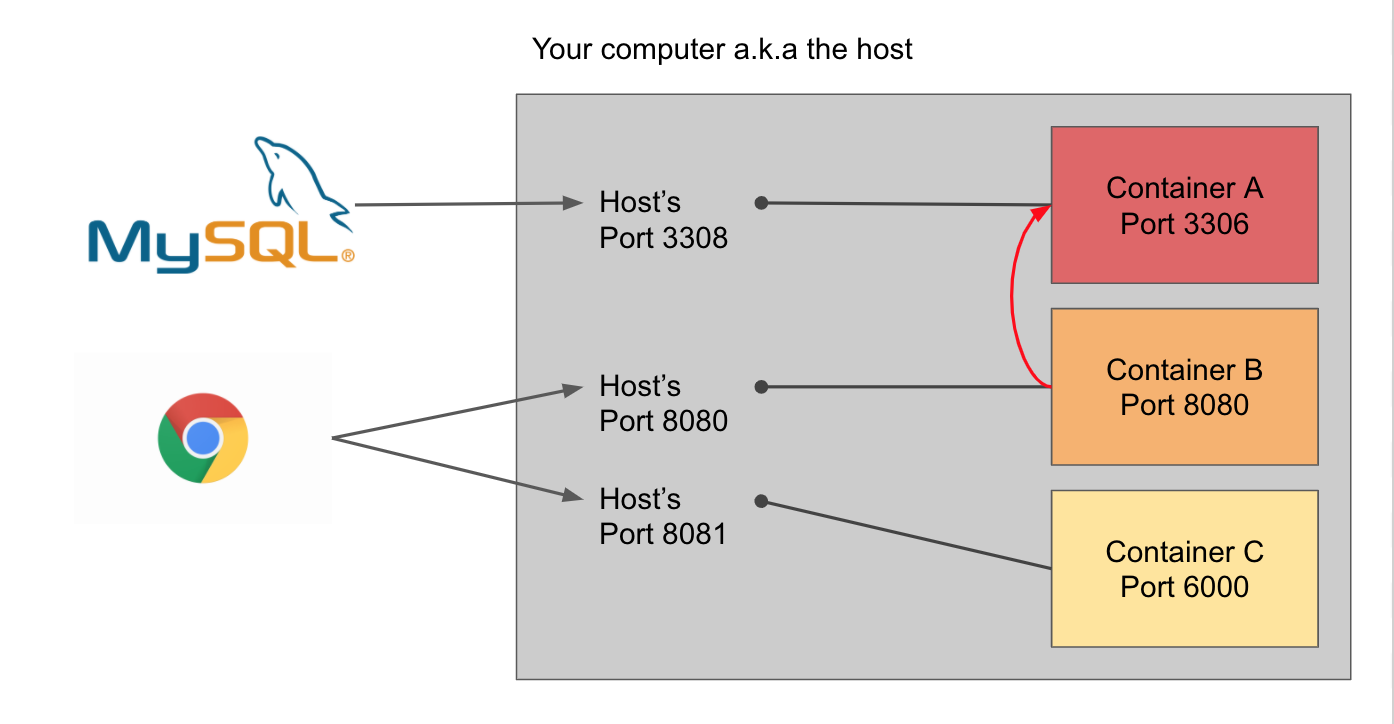 Your computer a.k.a the host
MySQL®
Host’s
Port 3308
Container A
Port 3306
Host’s
Port 8080
Container B
Port 8080
Host’s
Port 8081
Container C
Port 6000